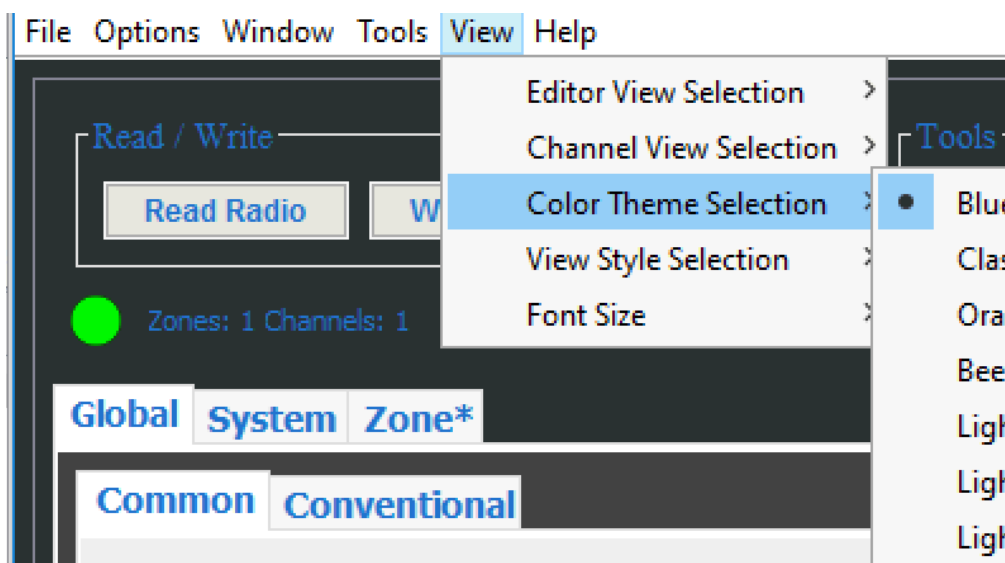 File Options Window Tools View Help
Editor View Selection
Read / Write
Channel View Selection
Tools
Read Radio
W
Color Theme Selection
View Style Selection
Zones: 1 Channels: 1
Font Size
Global System Zone*
Common Conventional